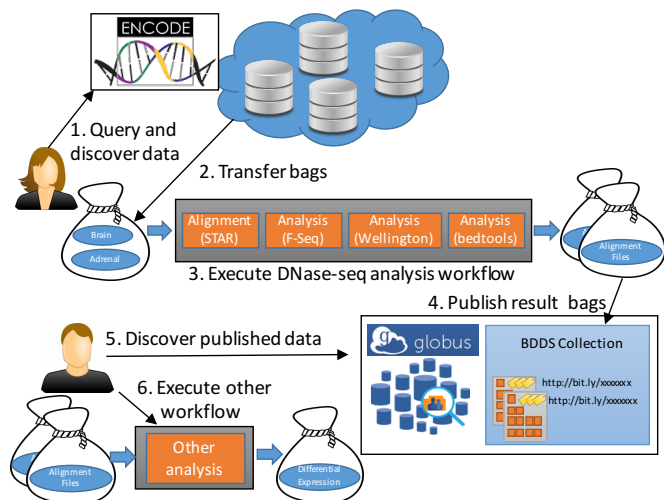 ENCODE
1. Query and
discover data
2. Transfer bags
Brain
Adrenal
Alignment
(STAR)
Analysis
(F-Seq)
Analysis
(Wellington)
Analysis
(bedtools)
Alignment
Files
3. Execute DNase-seq analysis workflow
4. Publish result bags
5. Discover published data
g
globus
BDDS Collection
http://bit.ly/xxxxxxx
http://bit.ly/xxxxxxx
6. Execute other
workflow
Alignment
Files
Other
analysis
Differential
Expression